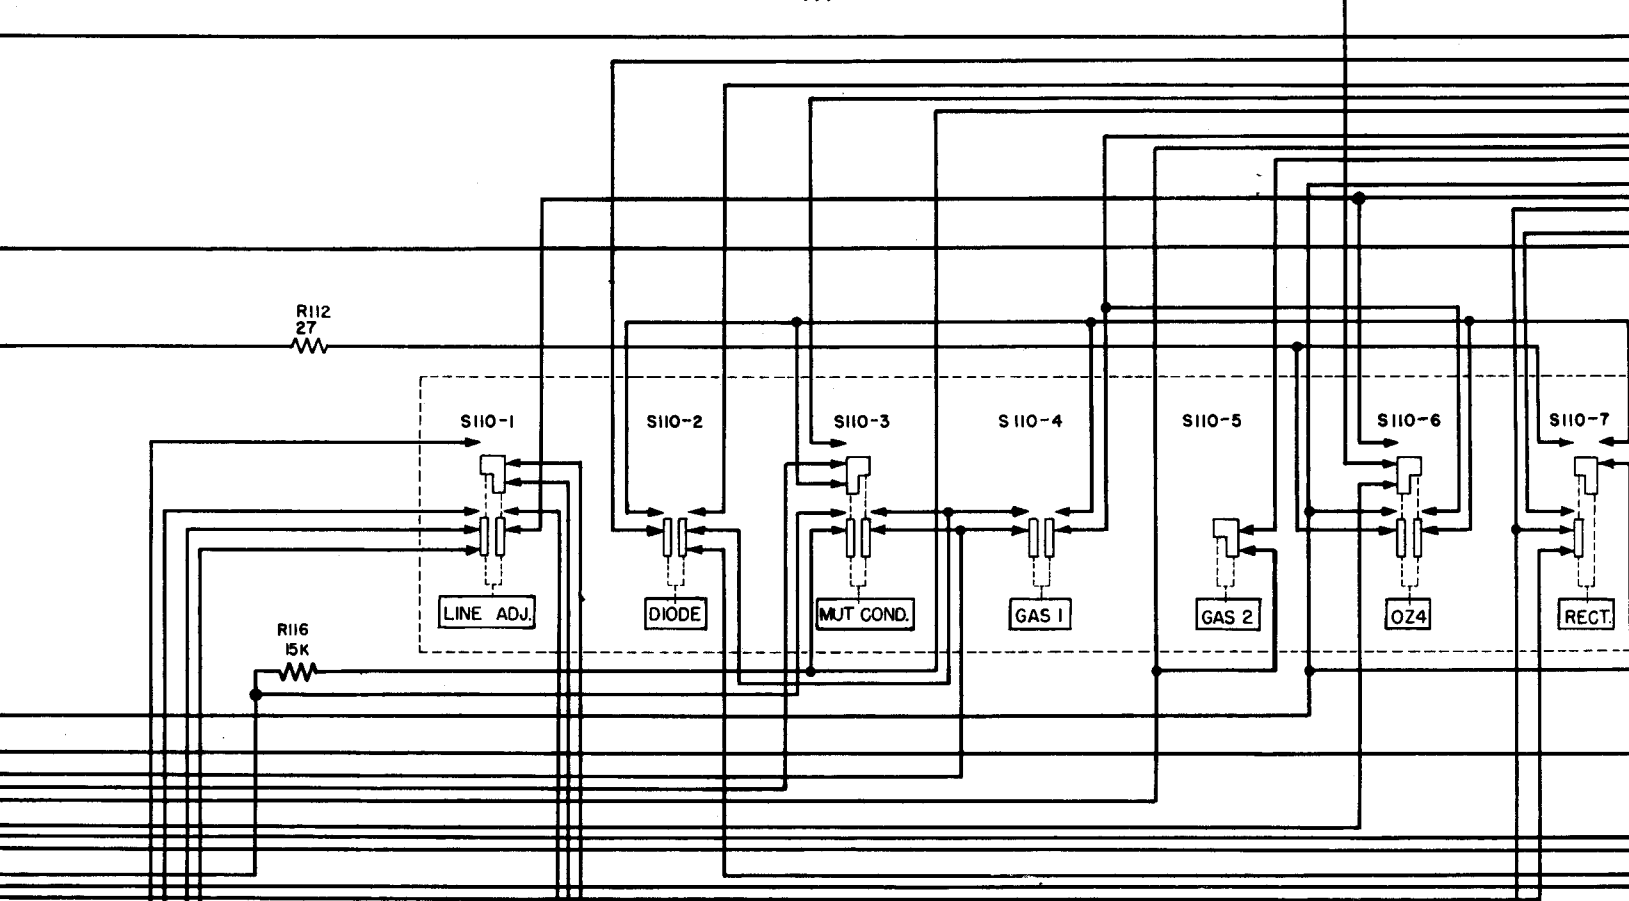 R112
27
S110-1
S110-2
S110-3
S110-4
S110-5
S110-6
S110-7
LINE ADJ.
DIODE
MUT COND.
GAS 1
GAS 2
OZ4
RECT.
R116
15K